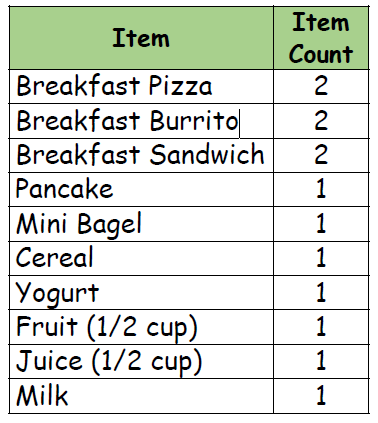 Item Item Count
Breakfast Pizza 2
Breakfast Burrito 2
Breakfast Sandwich 2
Pancake 1
Mini Bagel 1
Cereal 1
Yogurt 1
Fruit (1/2 cup) 1
Juice (1/2 cup) 1
Milk 1